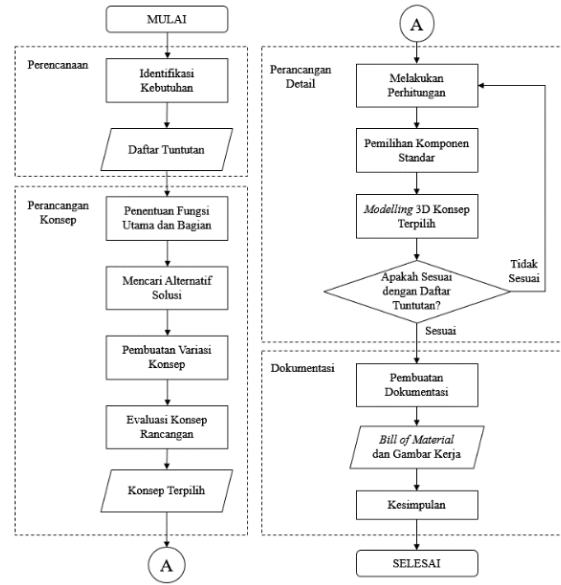 MULAI
Perencanaan
Identifikasi
Kebutuhan
Daftar Tuntutan
Perancangan
Konsep
Penentuan Fungsi
Utama dan Bagian
Mencari Alternatif
Solusi
Pembuatan Variasi
Konsep
Evaluasi Konsep
Rancangan
Konsep Terpilih
A
A
Perancangan
Detail
Melakukan
Perhitungan
Pemilihan Komponen
Standar
Modelling 3D Konsep
Terpilih
Apakah Sesuai
dengan Daftar
Tuntutan?
Tidak
Sesuai
Sesuai
Dokumentasi
Pembuatan
Dokumentasi
Bill of Material
dan Gambar Kerja
Kesimpulan
SELESAI